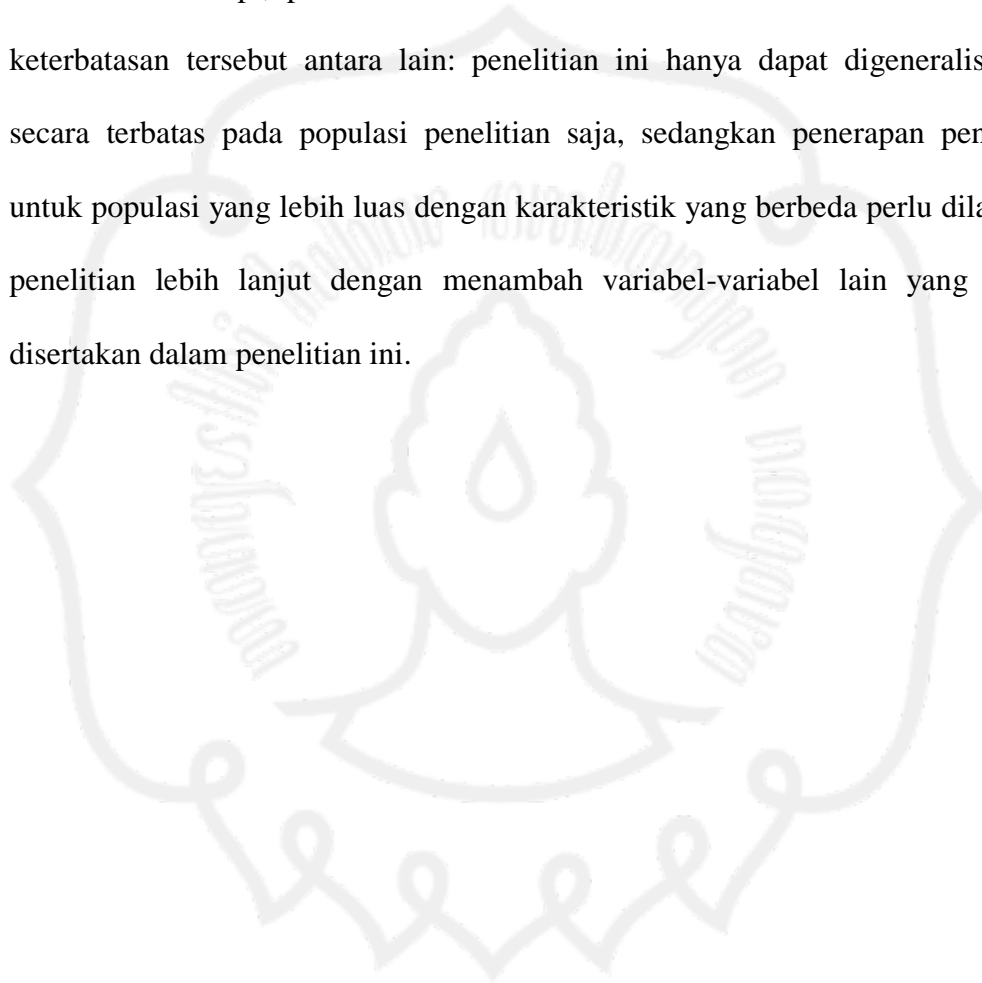 keterbatasan tersebut antara lain: penelitian ini hanya dapat digeneralis
secara terbatas pada populasi penelitian saja, sedangkan penerapan pen
untuk populasi yang lebih luas dengan karakteristik yang berbeda perlu dila
penelitian lebih lanjut dengan menambah variabel-variabel lain yang
disertakan dalam penelitian ini.